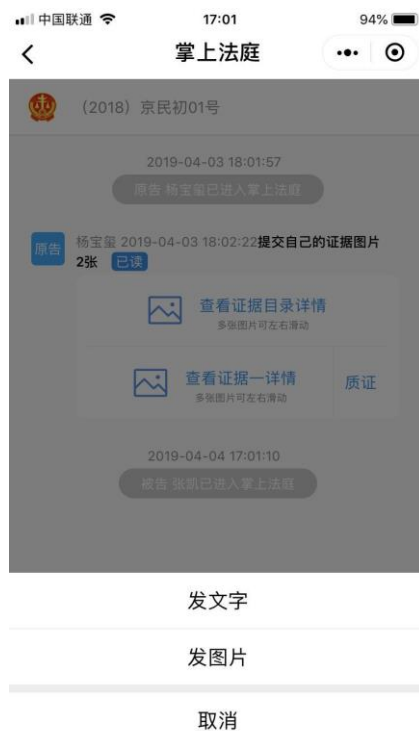 中国联通 17:01 94%
掌上法庭
(2018)京民初01号
2019-04-03 18:01:57
原告 杨宝玺已进入掌上法庭
原告 杨宝玺 2019-04-03 18:02:22提交自己的证据图片
2张 已读
查看证据目录详情
多张图片可左右滑动
查看证据一详情 质证
多张图片可左右滑动
2019-04-04 17:01:10
被告 张凯已进入掌上法庭
发文字
发图片
取消